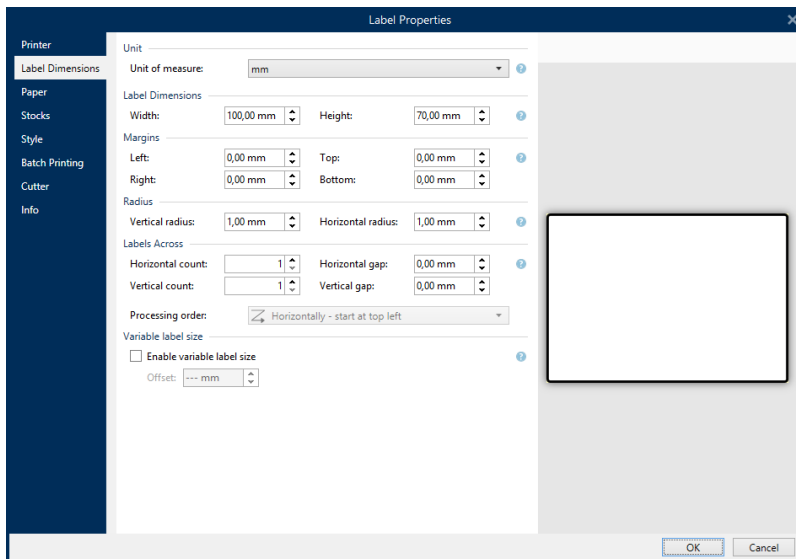 Label Properties
Printer
Label Dimensions
Paper
Stocks
Style
Batch Printing
Cutter
Info
Unit
Unit of measure: mm
Label Dimensions
Width: 100,00 mm Height: 70,00 mm
Margins
Left: 0,00 mm Top: 0,00 mm
Right: 0,00 mm Bottom: 0,00 mm
Radius
Vertical radius: 1,00 mm Horizontal radius: 1,00 mm
Labels Across
Horizontal count: 1 Horizontal gap: 0,00 mm
Vertical count: 1 Vertical gap: 0,00 mm
Processing order: Horizontally - start at top left
Variable label size
Enable variable label size
Offset: --- mm
OK Cancel